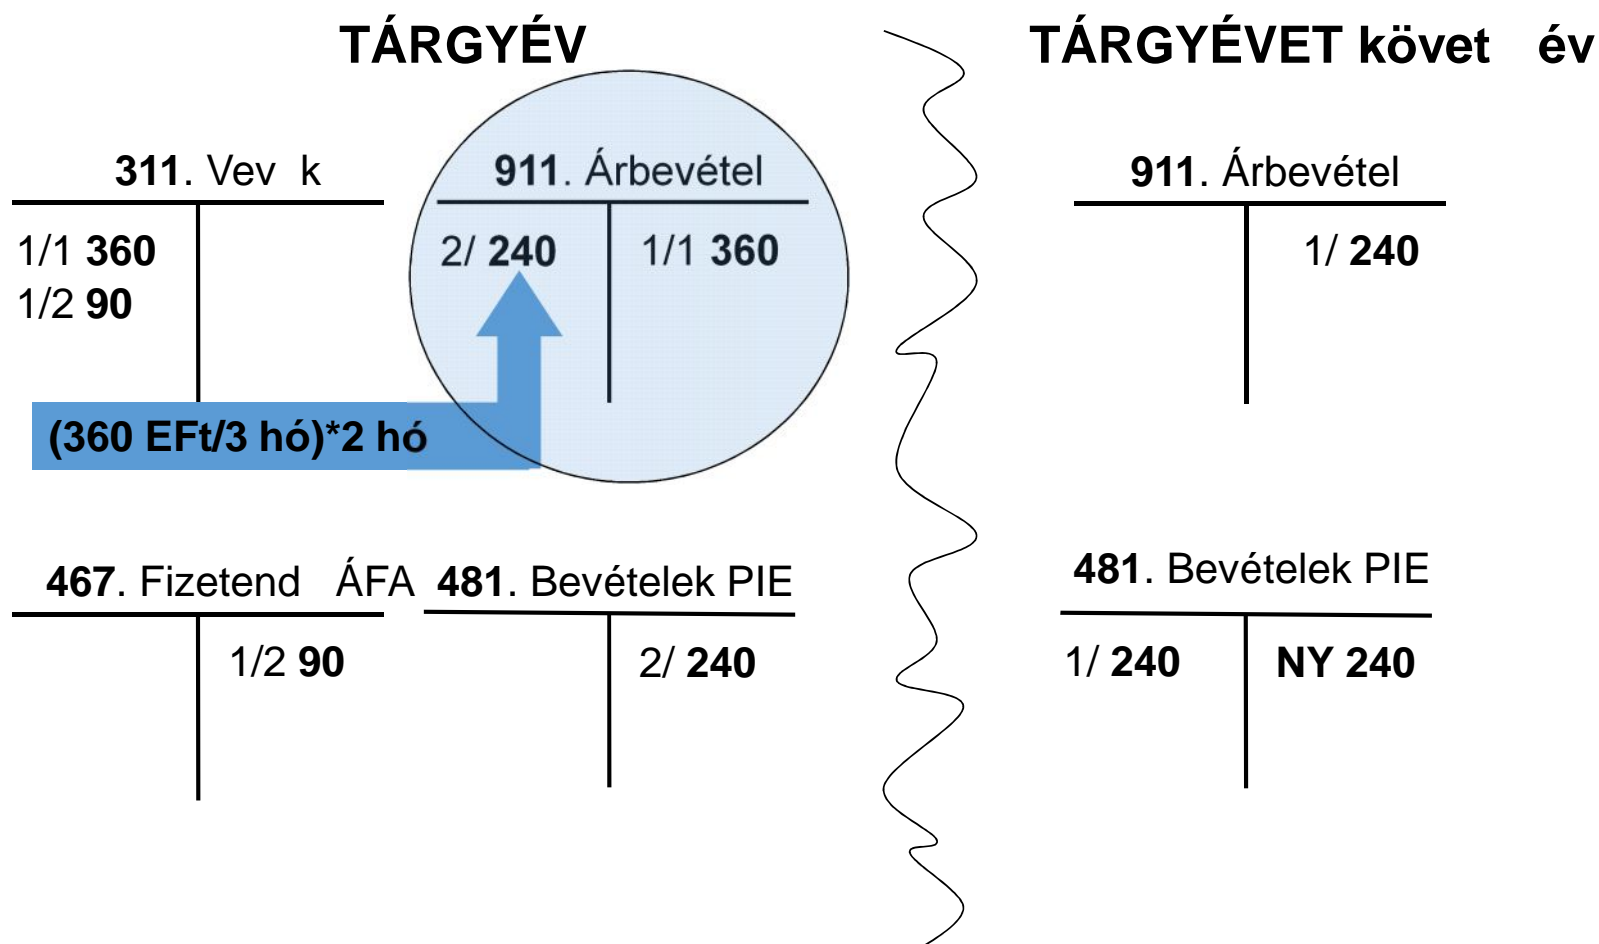 TÁRGYÉV
TÁRGYÉVET követ év
311. Vev k
911. Árbevétel
911. Árbevétel
1/1 360
1/2 90
2/ 240
1/1 360
1/ 240
(360 EFt/3 hó)*2 hó
467. Fizetend ÁFA
481. Bevételek PIE
481. Bevételek PIE
1/2 90
2/ 240
1/ 240
NY 240